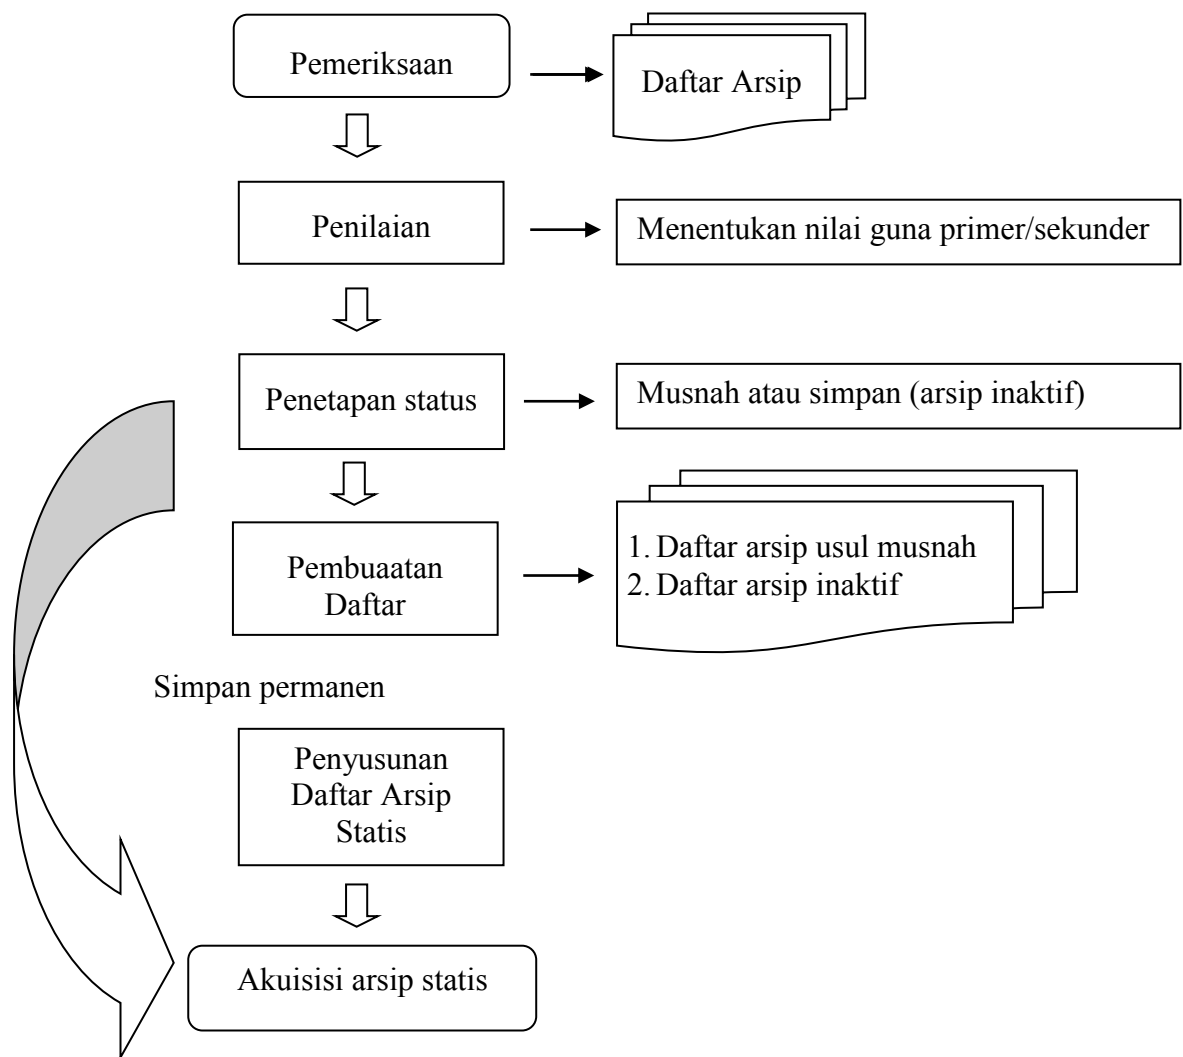 Pemeriksaan
Daftar Arsip
Penilaian
Menentukan nilai guna primer/sekunder
Penetapan status
Musnah atau simpan (arsip inaktif)
Pembuaatan
Daftar
1. Daftar arsip usul musnah
2. Daftar arsip inaktif
Simpan permanen
Penyusunan
Daftar Arsip
Statis
Akuisisi arsip statis